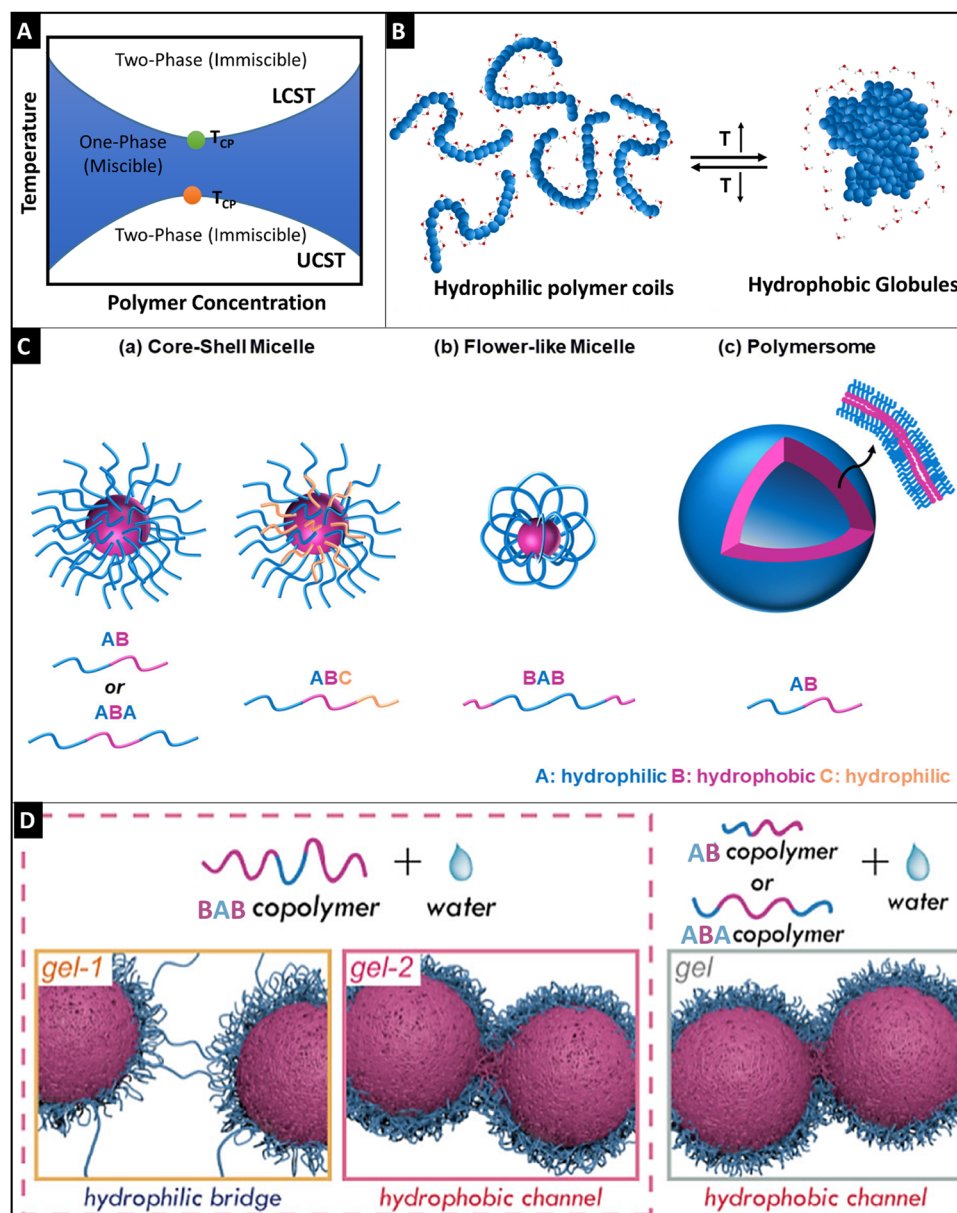 A
Two-Phase (Immiscible)
LCST
T_CP
One-Phase
(Miscible)
T_CP
Two-Phase (Immiscible)
UCST
Temperature
Polymer Concentration
B
T
T
Hydrophilic polymer coils
Hydrophobic Globules
C
(a) Core-Shell Micelle
(b) Flower-like Micelle
(c) Polymersome
AB
or
ABA
ABC
BAB
AB
A: hydrophilic B: hydrophobic C: hydrophilic
D
BAB copolymer + water
gel-1
hydrophilic bridge
gel-2
hydrophobic channel
AB copolymer
or
ABA copolymer
+
water
gel
hydrophobic channel